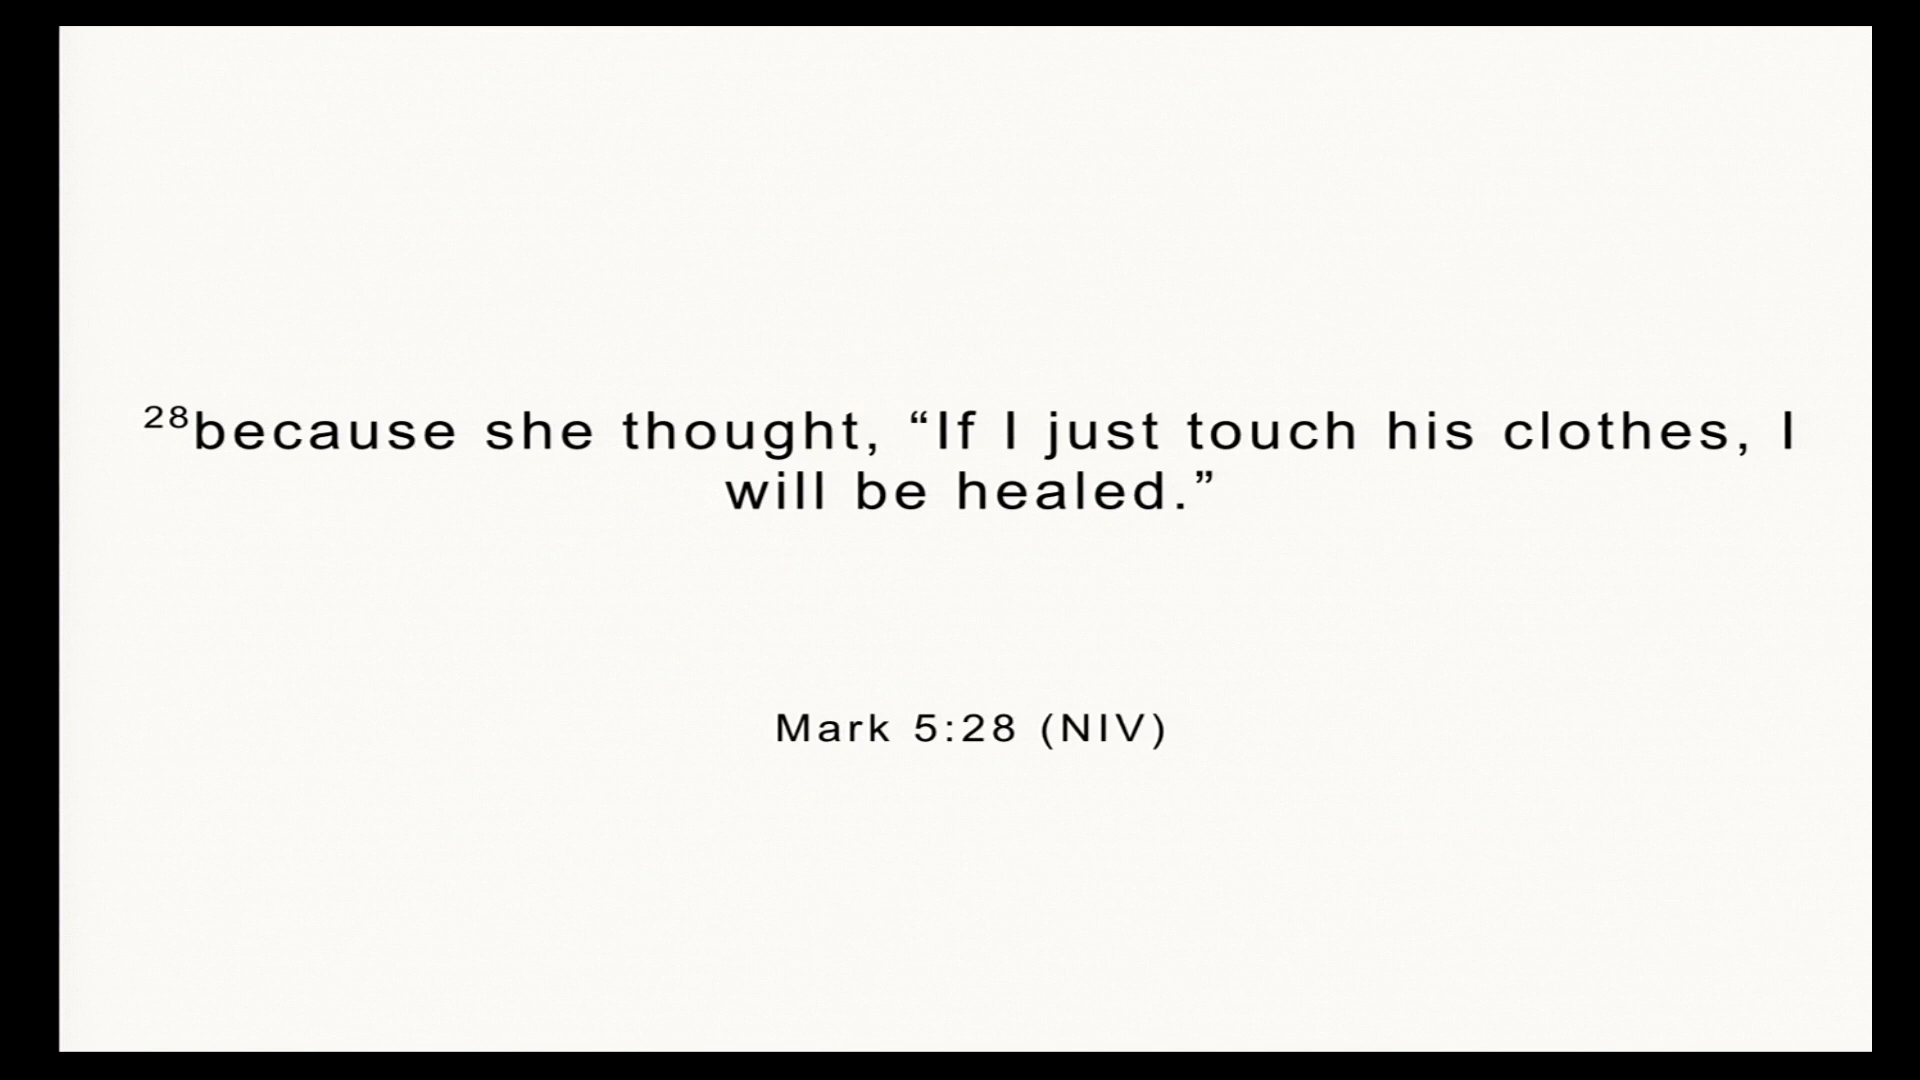 ²⁸because she thought, “If I just touch his clothes, I
will be healed.”
Mark 5:28 (NIV)